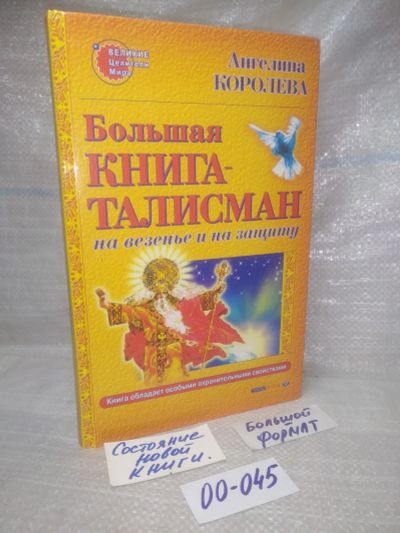 ВЕЛИКИЕ
Целители
Мира
Ангелина
КОРОЛЕВА
Большая
КНИГА-
ТАЛИСМАН
на везенье и на защиту
Книга обладает особыми охранительными свойствами
Состояние
новой
книги.
Большой
формат
00-045